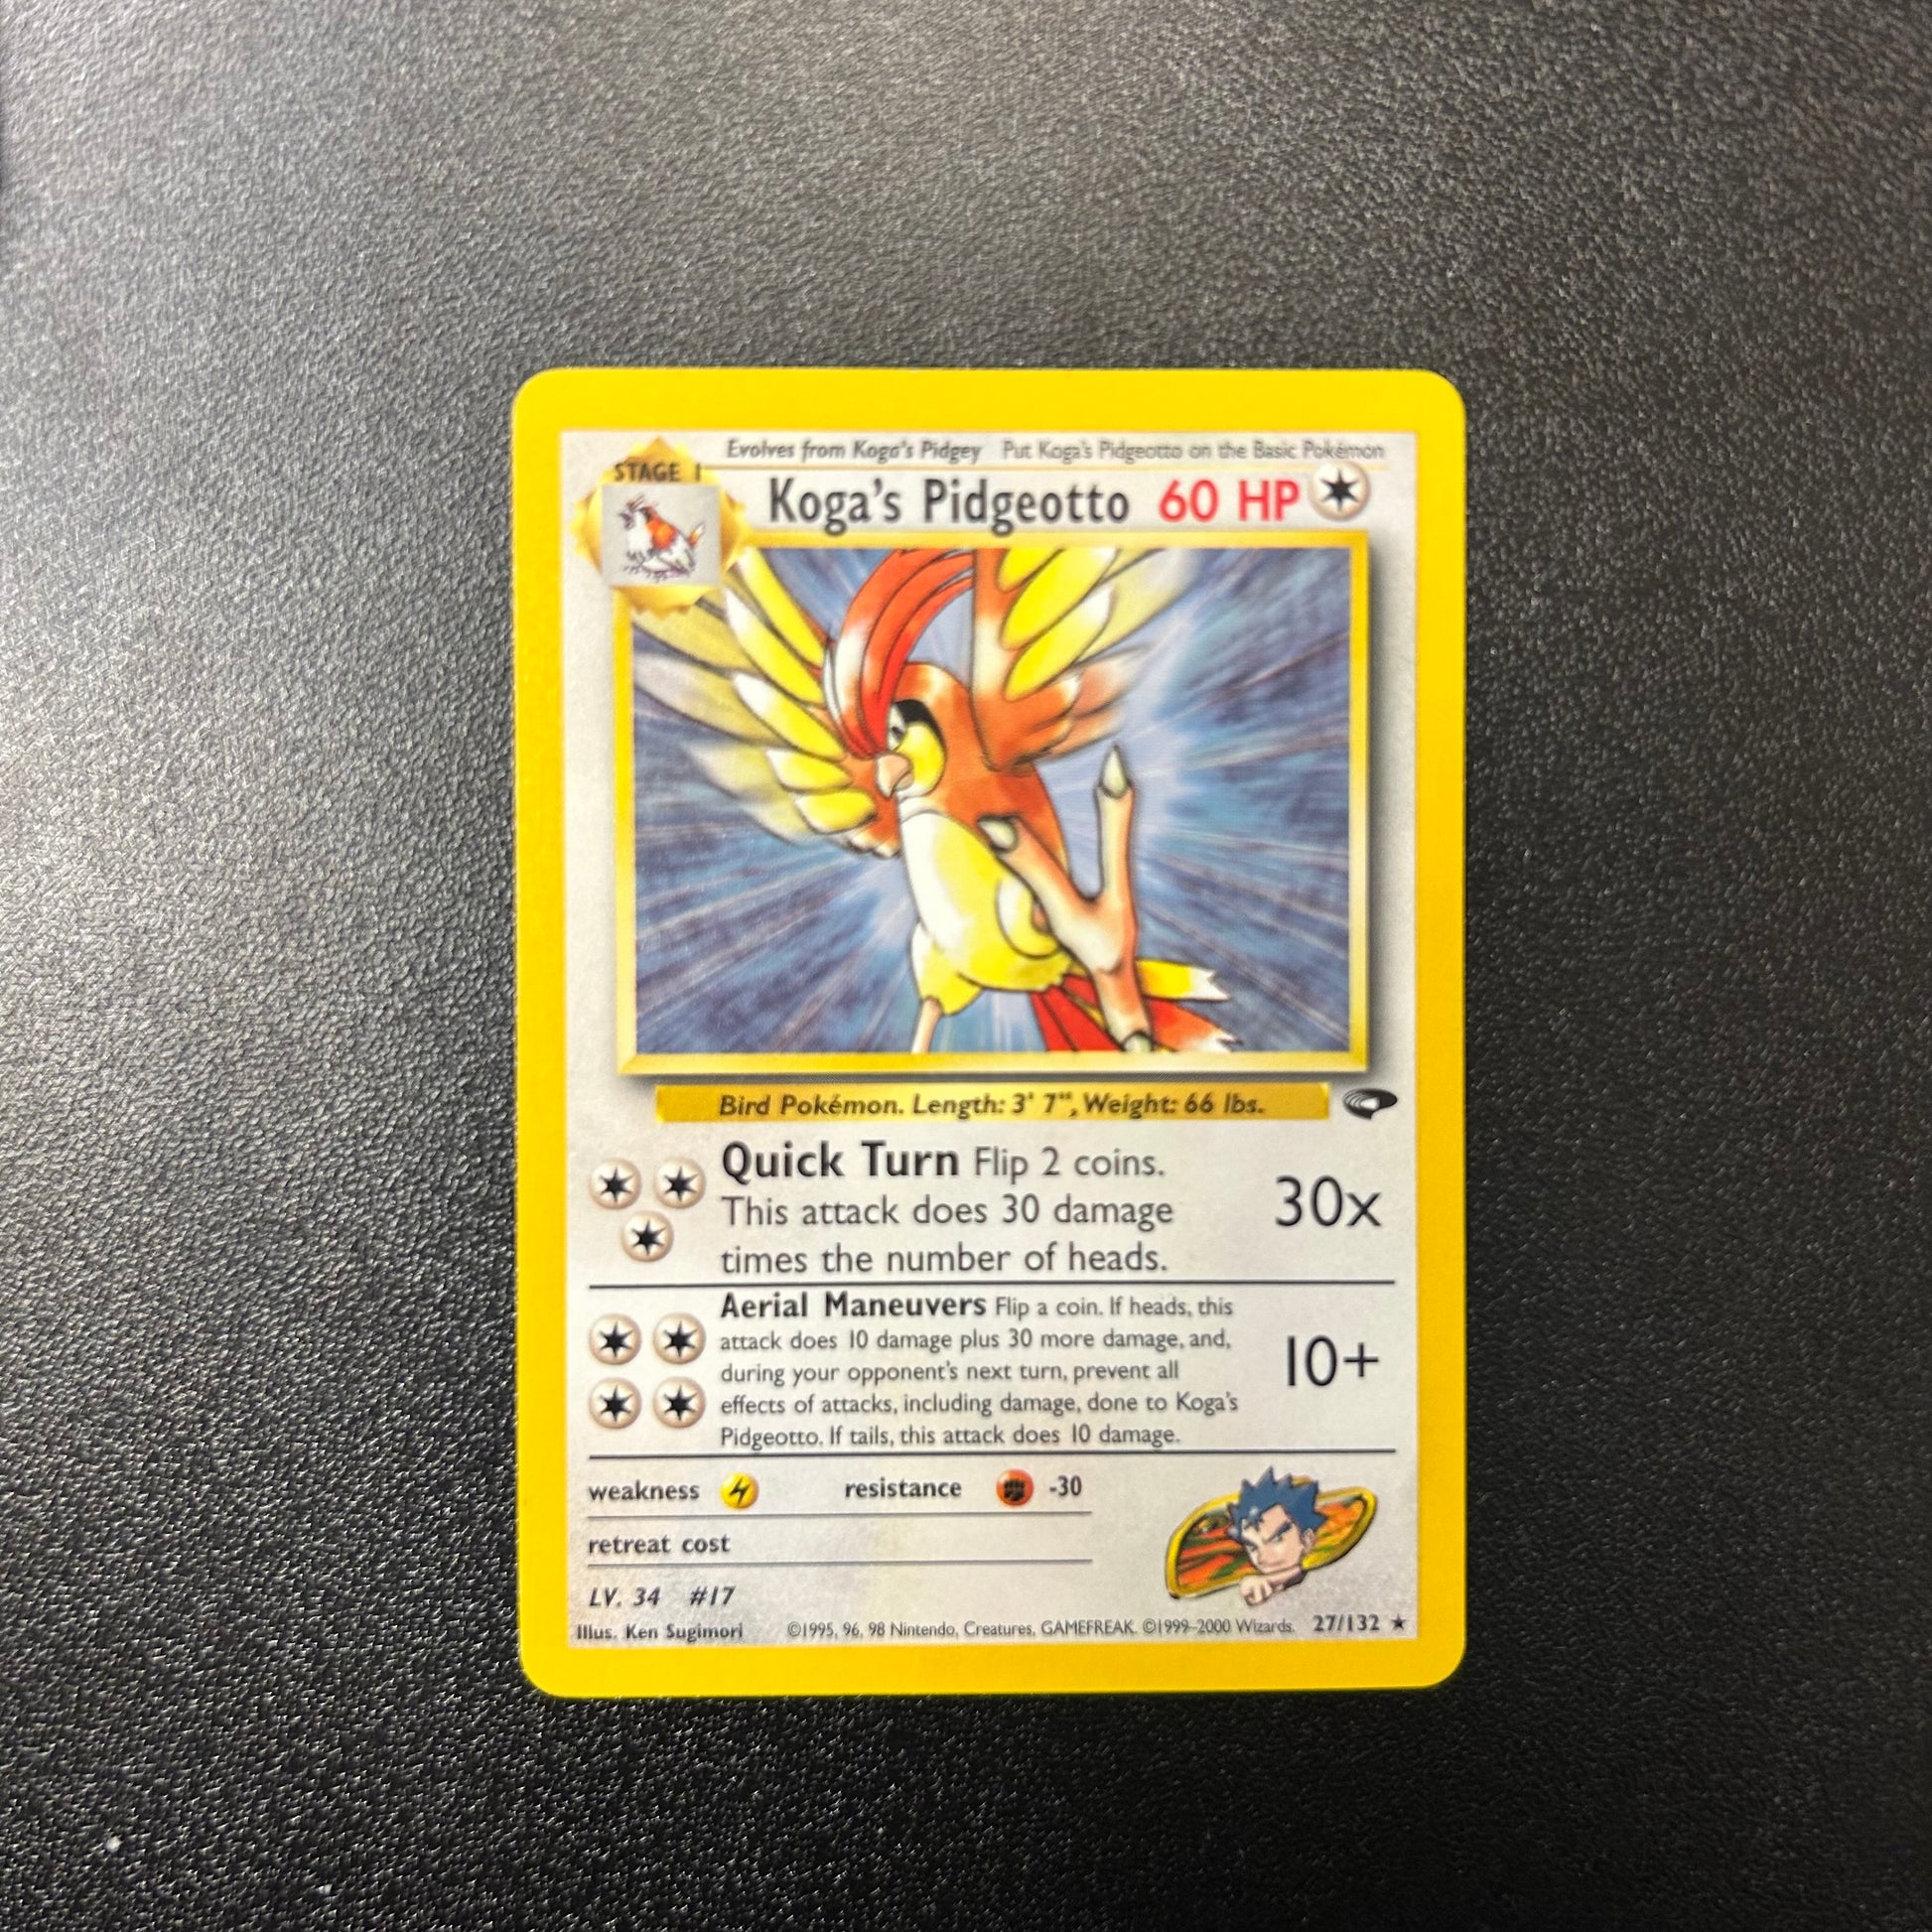 Evolves from Koga's Pidgey Put Koga's Pidgeotto on the Basic Pokémon
STAGE 1
Koga's Pidgeotto 60 HP
Bird Pokémon. Length: 3' 7", Weight: 66 lbs.
Quick Turn Flip 2 coins.
This attack does 30 damage
times the number of heads.
30x
Aerial Maneuvers Flip a coin. If heads, this
attack does 10 damage plus 30 more damage, and,
during your opponent's next turn, prevent all
effects of attacks, including damage, done to Koga's
Pidgeotto. If tails, this attack does 10 damage.
10+
weakness resistance -30
retreat cost
LV. 34 #17
Illus. Ken Sugimori ©1995, 96, 98 Nintendo, Creatures, GAMEFREAK. ©1999-2000 Wizards. 27/132 ★